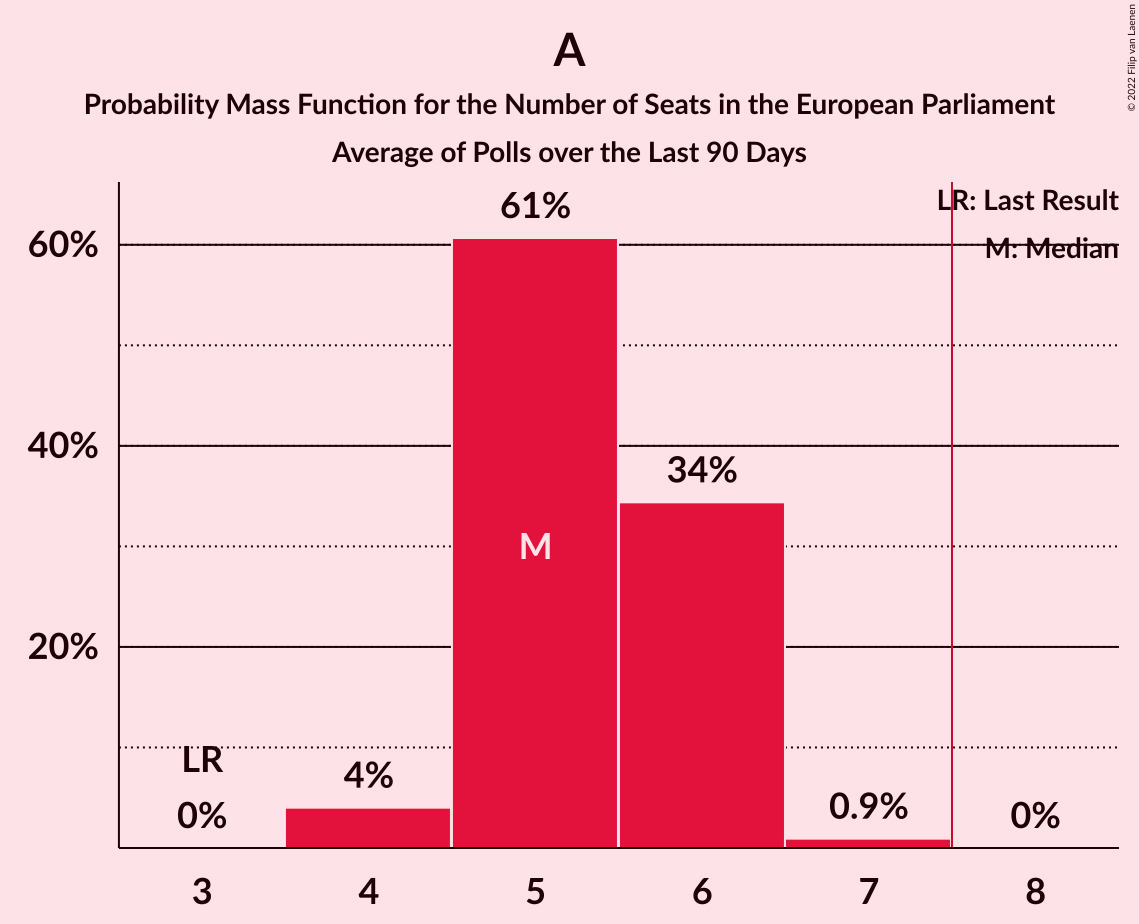 A
Probability Mass Function for the Number of Seats in the European Parliament
Average of Polls over the Last 90 Days
© 2022 Filip van Laenen
LR: Last Result
M: Median
60%
40%
20%
61%
34%
M
LR
0%
4%
0.9%
0%
3 4 5 6 7 8